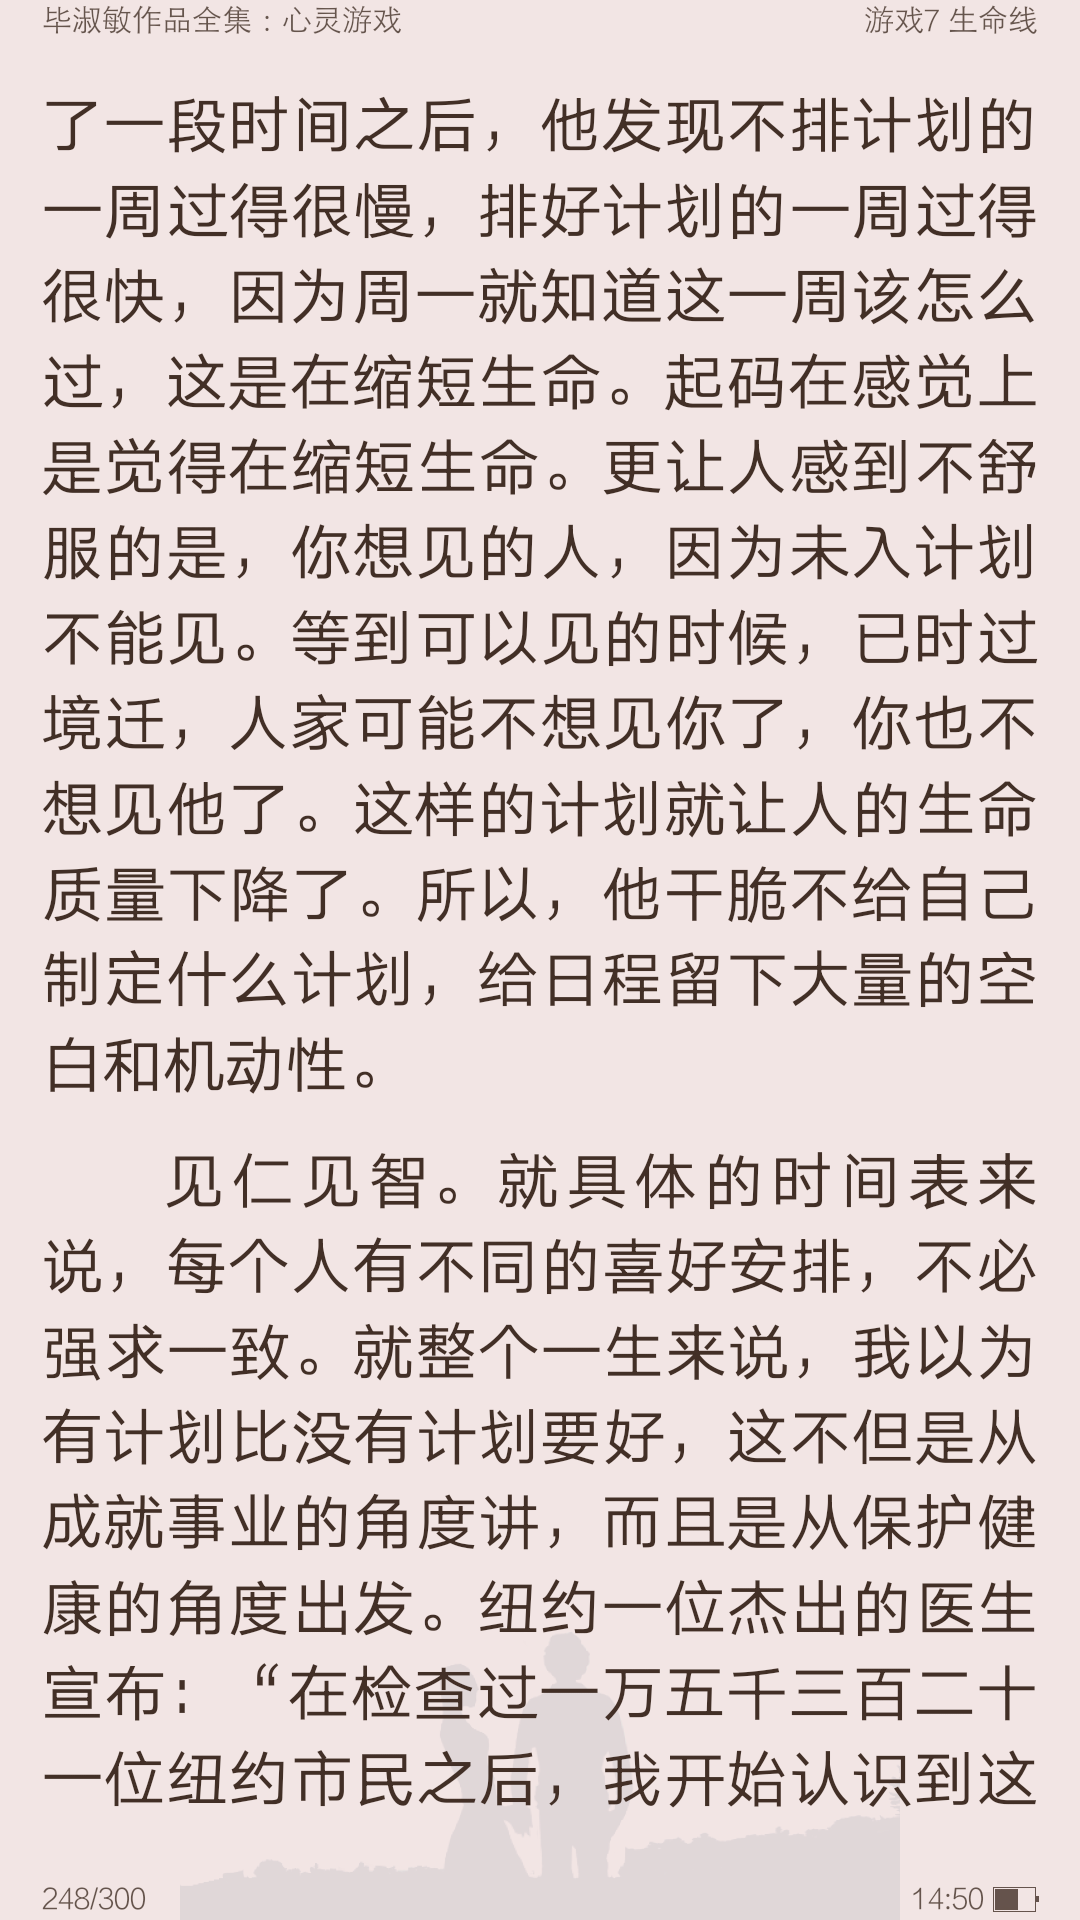 毕淑敏作品全集：心灵游戏
游戏7 生命线
了一段时间之后，他发现不排计划的
一周过得很慢，排好计划的一周过得
很快，因为周一就知道这一周该怎么
过，这是在缩短生命。起码在感觉上
是觉得在缩短生命。更让人感到不舒
服的是，你想见的人，因为未入计划
不能见。等到可以见的时候，已时过
境迁，人家可能不想见你了，你也不
想见他了。这样的计划就让人的生命
质量下降了。所以，他干脆不给自己
制定什么计划，给日程留下大量的空
白和机动性。
见仁见智。就具体的时间表来
说，每个人有不同的喜好安排，不必
强求一致。就整个一生来说，我以为
有计划比没有计划要好，这不但是从
成就事业的角度讲，而且是从保护健
康的角度出发。纽约一位杰出的医生
宣布：“在检查过一万五千三百二十
一位纽约市民之后，我开始认识到这
248/300
14:50